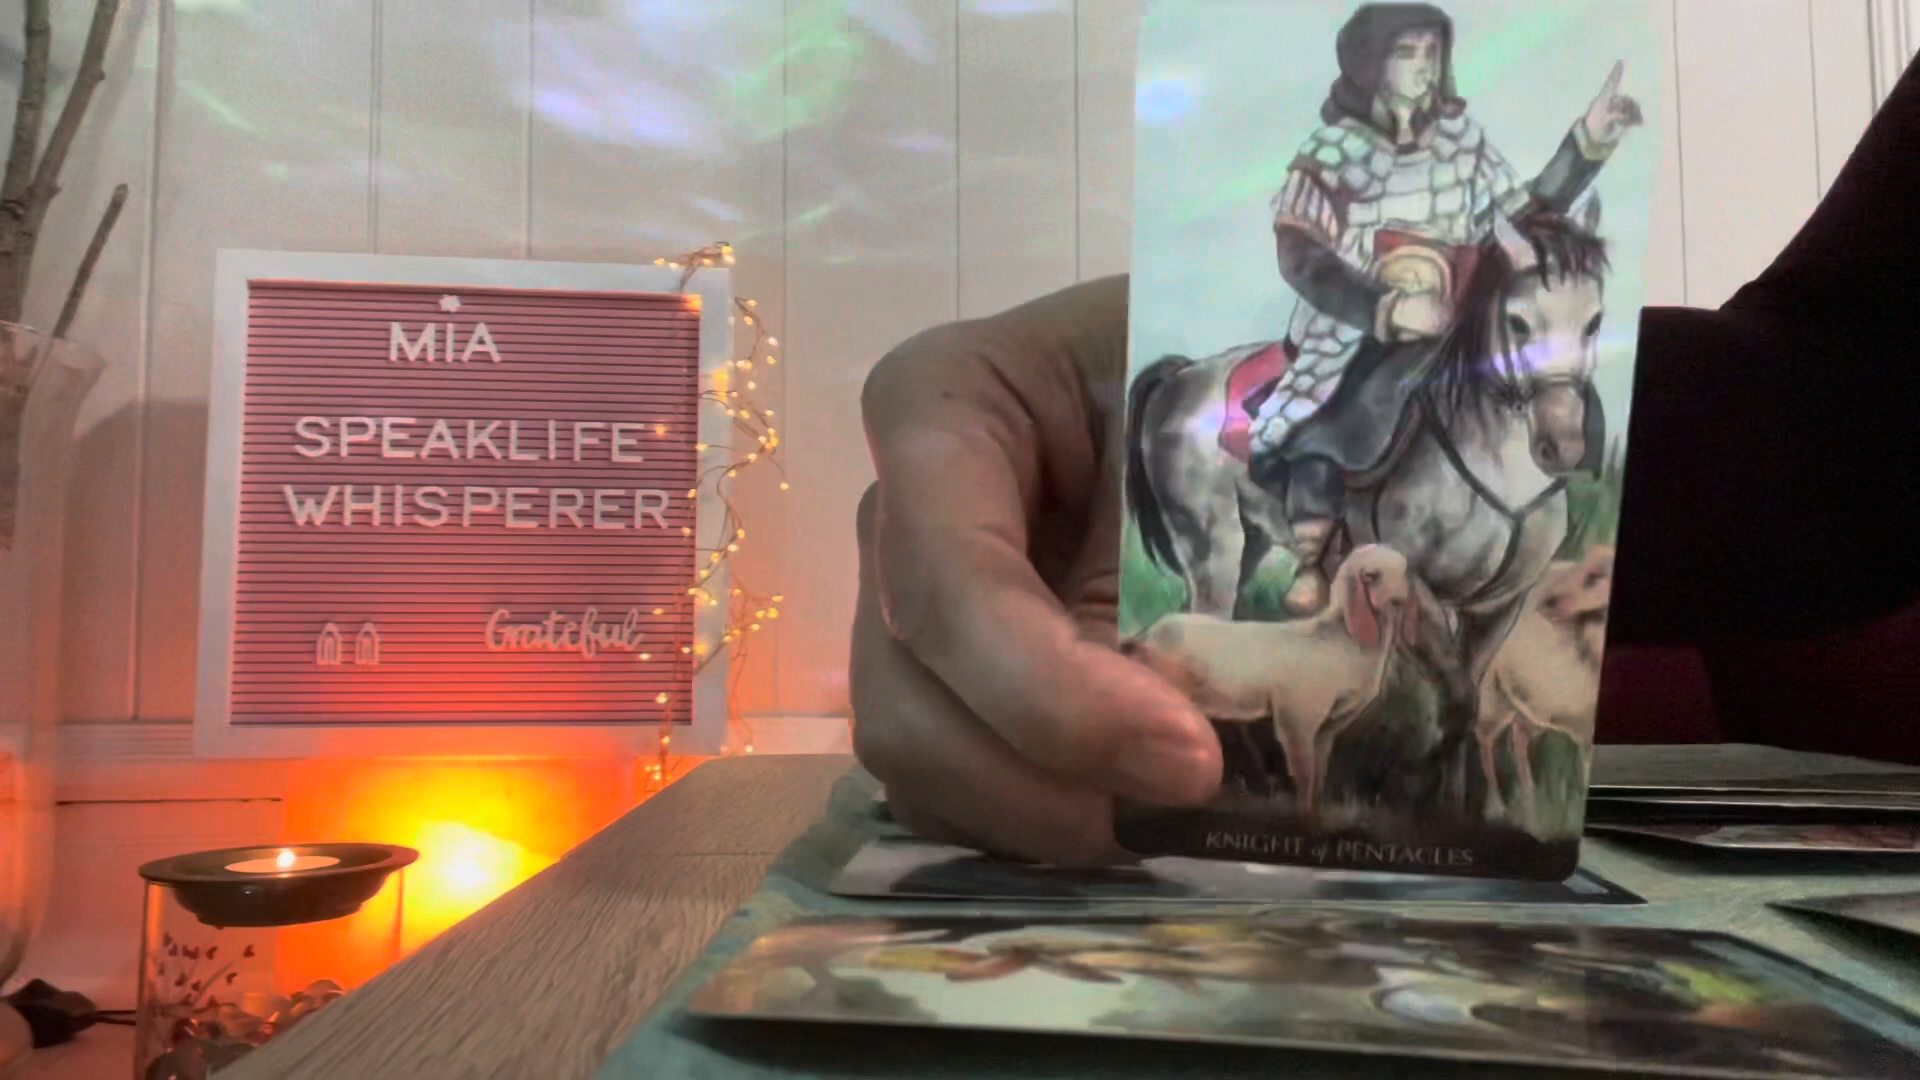 MIA
SPEAKLIFE
WHISPERER
Grateful
KNIGHT of PENTACLES